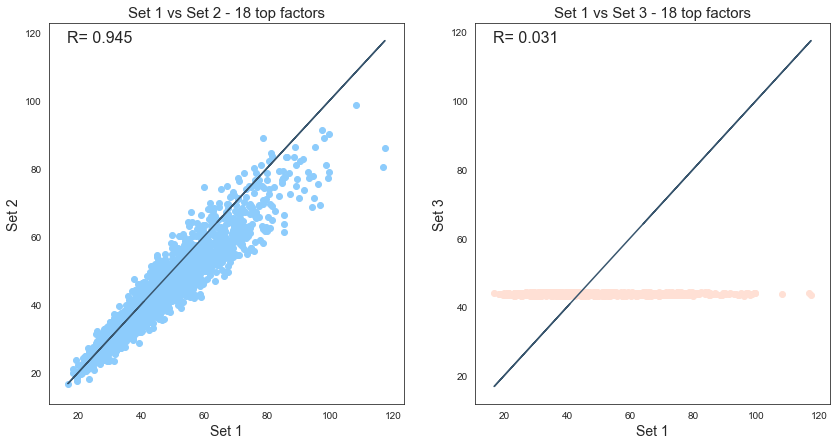 Set 1 vs Set 2 - 18 top factors
R= 0.945
120
100
80
60
40
20
Set 2
20 40 60 80 100 120
Set 1
Set 1 vs Set 3 - 18 top factors
R= 0.031
120
100
80
60
40
20
Set 3
20 40 60 80 100 120
Set 1